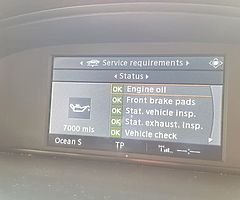 Service requirements
Status
OK Engine oil
OK Front brake pads
OK Stat. vehicle insp.
OK Stat. exhaust. insp.
OK Vehicle check
7000 mls
Ocean S TP